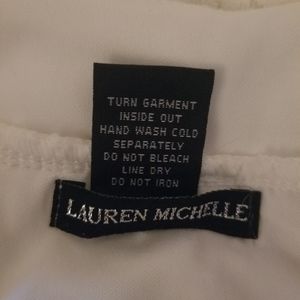 TURN GARMENT
INSIDE OUT
HAND WASH COLD
SEPARATELY
DO NOT BLEACH
LINE DRY
DO NOT IRON
LAUREN MICHELLE